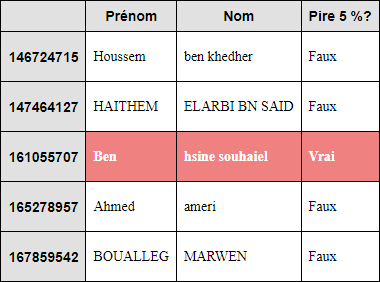 Prénom Nom Pire 5 %?
146724715 Houssem ben khedher Faux
147464127 HAITHEM ELARBI BN SAID Faux
161055707 Ben hsine souhaiel Vrai
165278957 Ahmed ameri Faux
167859542 BOUALLEG MARWEN Faux